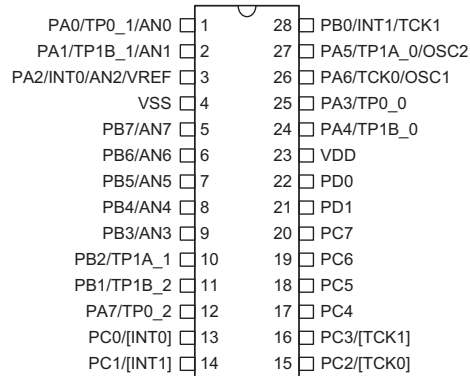 PA0/TP0_1/AN0 1 28 PB0/INT1/TCK1
PA1/TP1B_1/AN1 2 27 PA5/TP1A_0/OSC2
PA2/INT0/AN2/VREF 3 26 PA6/TCK0/OSC1
VSS 4 25 PA3/TP0_0
PB7/AN7 5 24 PA4/TP1B_0
PB6/AN6 6 23 VDD
PB5/AN5 7 22 PD0
PB4/AN4 8 21 PD1
PB3/AN3 9 20 PC7
PB2/TP1A_1 10 19 PC6
PB1/TP1B_2 11 18 PC5
PA7/TP0_2 12 17 PC4
PC0/[INT0] 13 16 PC3/[TCK1]
PC1/[INT1] 14 15 PC2/[TCK0]